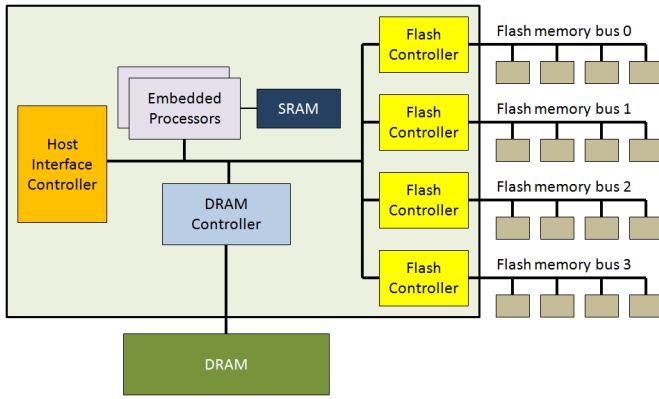 Flash
Controller
Flash memory bus 0
Embedded
Processors
SRAM
Flash
Controller
Flash memory bus 1
Host
Interface
Controller
DRAM
Controller
Flash
Controller
Flash memory bus 2
Flash
Controller
Flash memory bus 3
DRAM